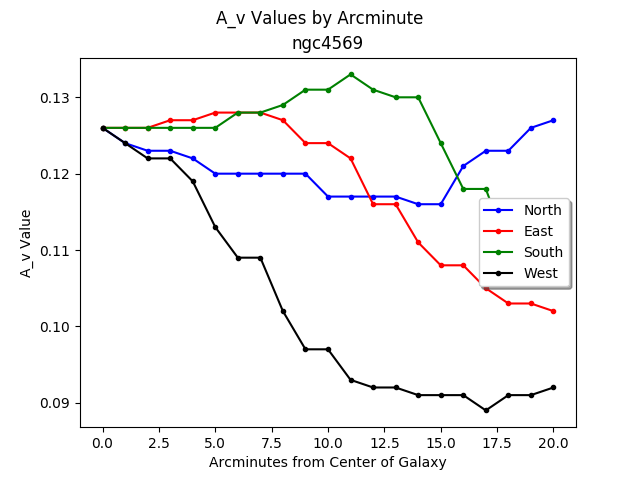 A_v Values by Arcminute
ngc4569
A_v Value
0.13
0.12
0.11
0.10
0.09
North
East
South
West
0.0 2.5 5.0 7.5 10.0 12.5 15.0 17.5 20.0
Arcminutes from Center of Galaxy